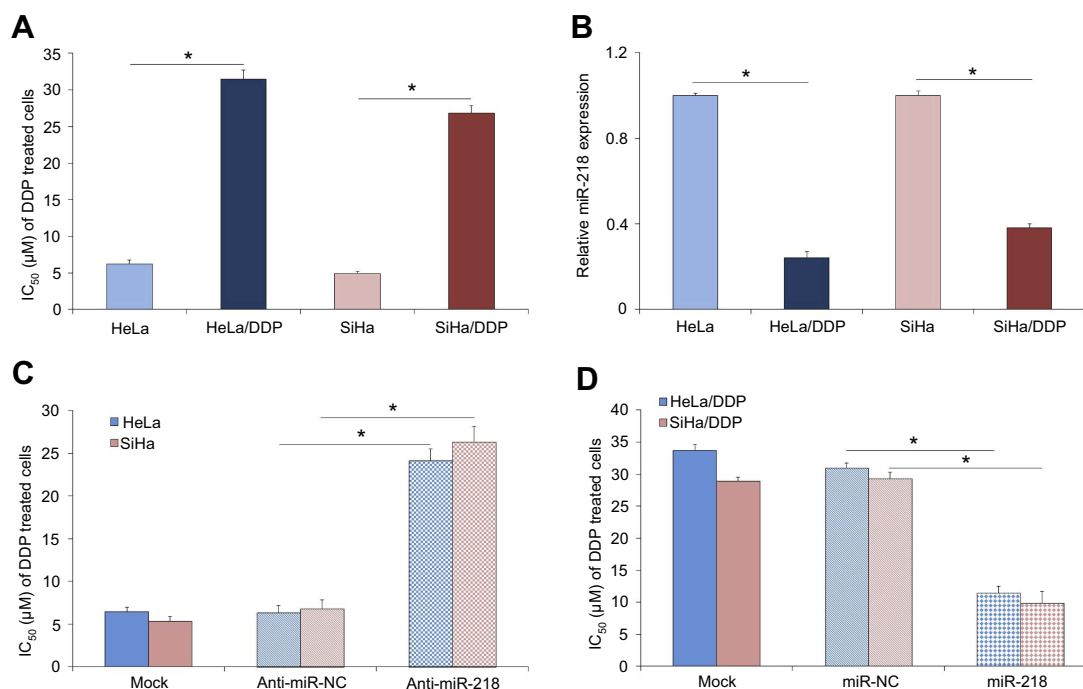 A
IC50 (µM) of DDP treated cells
35
30
25
20
15
10
5
0
*
*
HeLa
HeLa/DDP
SiHa
SiHa/DDP
B
Relative miR-218 expression
1.2
0.8
0.4
0
*
*
HeLa
HeLa/DDP
SiHa
SiHa/DDP
C
IC50 (µM) of DDP treated cells
30
25
20
15
10
5
0
HeLa
SiHa
*
*
Mock
Anti-miR-NC
Anti-miR-218
D
IC50 (µM) of DDP treated cells
40
35
30
25
20
15
10
5
0
HeLa/DDP
SiHa/DDP
*
*
Mock
miR-NC
miR-218